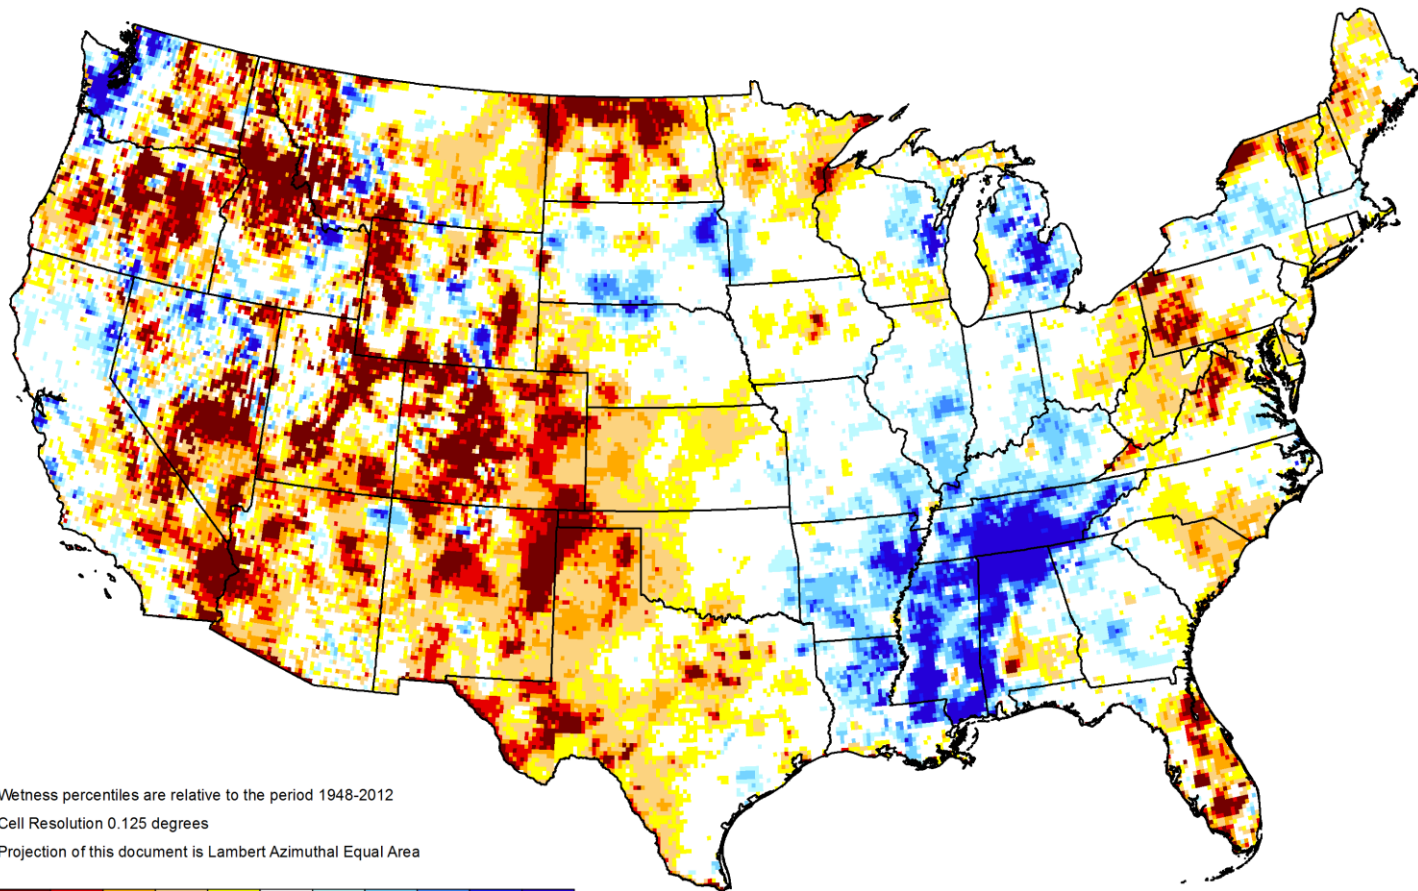 Wetness percentiles are relative to the period 1948-2012
Cell Resolution 0.125 degrees
Projection of this document is Lambert Azimuthal Equal Area